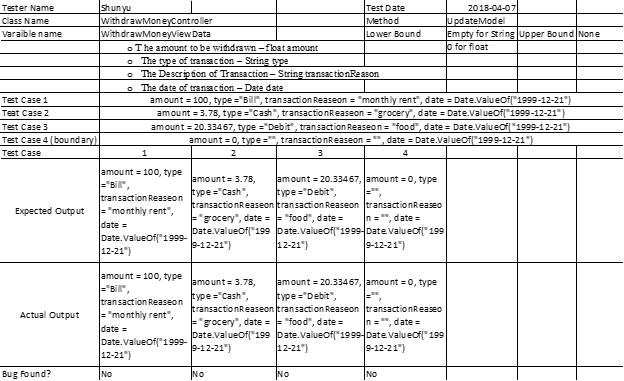 Tester Name Shunyu Test Date 2018-04-07
Class Name WithdrawMoneyController Method UpdateModel
Varaible name WithdrawMoneyViewData Lower Bound Empty for String Upper Bound None
o The amount to be withdrawn – float amount 0 for float
o The type of transaction – String type
o The Description of Transaction – String transactionReason
o The date of transaction – Date date
Test Case 1 amount = 100, type ="Bill", transactionReaseon = "monthly rent", date = Date.ValueOf("1999-12-21")
Test Case 2 amount = 3.78, type ="Cash", transactionReaseon = "grocery", date = Date.ValueOf("1999-12-21")
Test Case 3 amount = 20.33467, type ="Debit", transactionReaseon = "food", date = Date.ValueOf("1999-12-21")
Test Case 4 (boundary) amount = 0, type ="", transactionReaseon = "", date = Date.ValueOf("1999-12-21")
Test Case 1 2 3 4
Expected Output
amount = 100, type
="Bill",
transactionReaseon
= "monthly rent",
date =
Date.ValueOf("1999-
12-21")
amount = 3.78,
type ="Cash",
transactionReaseon
= "grocery", date =
Date.ValueOf("199
9-12-21")
amount = 20.33467,
type ="Debit",
transactionReaseon
= "food", date =
Date.ValueOf("1999-
12-21")
amount = 0, type
="",
transactionReaseo
n = "", date =
Date.ValueOf("199
9-12-21")
Actual Output
amount = 100, type
="Bill",
transactionReaseon
= "monthly rent",
date =
Date.ValueOf("1999-
12-21")
amount = 3.78,
type ="Cash",
transactionReaseon
= "grocery", date =
Date.ValueOf("199
9-12-21")
amount = 20.33467,
type ="Debit",
transactionReaseon
= "food", date =
Date.ValueOf("1999-
12-21")
amount = 0, type
="",
transactionReaseo
n = "", date =
Date.ValueOf("199
9-12-21")
Bug Found? No No No No